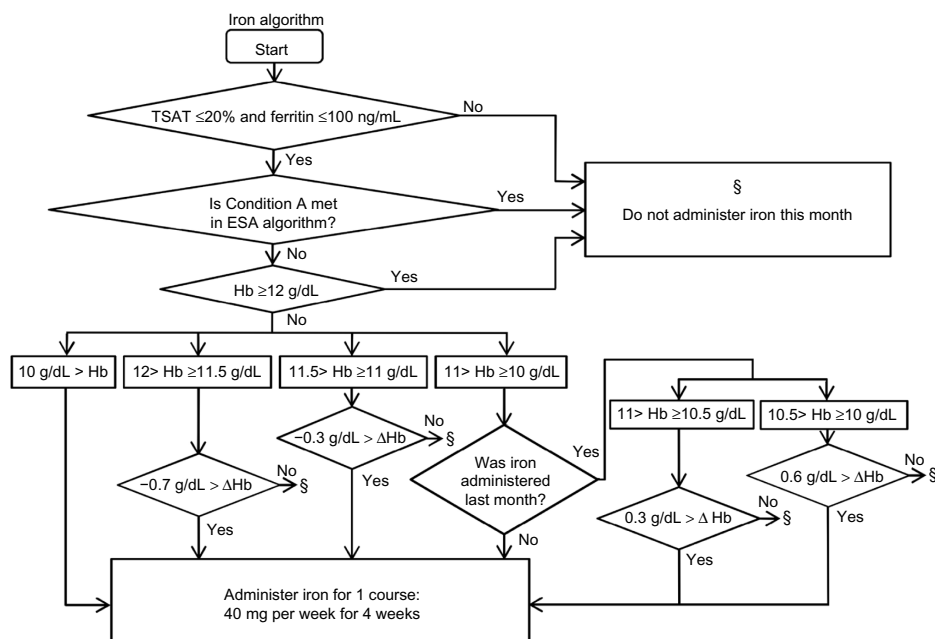 Iron algorithm
Start
TSAT ≤20% and ferritin ≤100 ng/mL
No
Yes
§
Do not administer iron this month
Is Condition A met
in ESA algorithm?
Yes
No
Hb ≥12 g/dL
Yes
No
10 g/dL > Hb
12> Hb ≥11.5 g/dL
11.5> Hb ≥11 g/dL
11> Hb ≥10 g/dL
11> Hb ≥10.5 g/dL
10.5> Hb ≥10 g/dL
−0.3 g/dL > ΔHb
No
§
Yes
−0.7 g/dL > ΔHb
No
§
Yes
Was iron
administered
last month?
Yes
No
0.3 g/dL > Δ Hb
No
§
Yes
0.6 g/dL > ΔHb
No
§
Yes
Administer iron for 1 course:
40 mg per week for 4 weeks